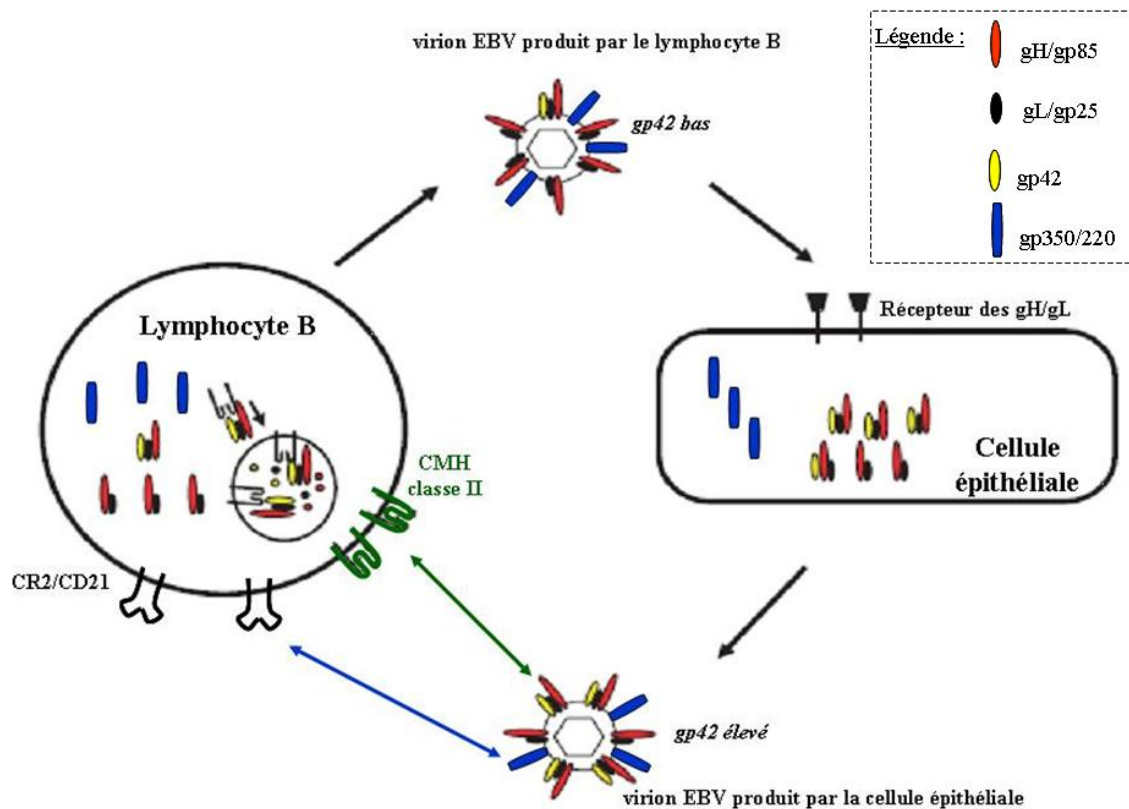 virion EBV produit par le lymphocyte B
gp42 bas
Légende :
gH/gp85
gL/gp25
gp42
gp350/220
Récepteur des gH/gL
Lymphocyte B
CMH
classe II
CR2/CD21
Cellule
épithéliale
gp42 élevé
virion EBV produit par la cellule épithéliale